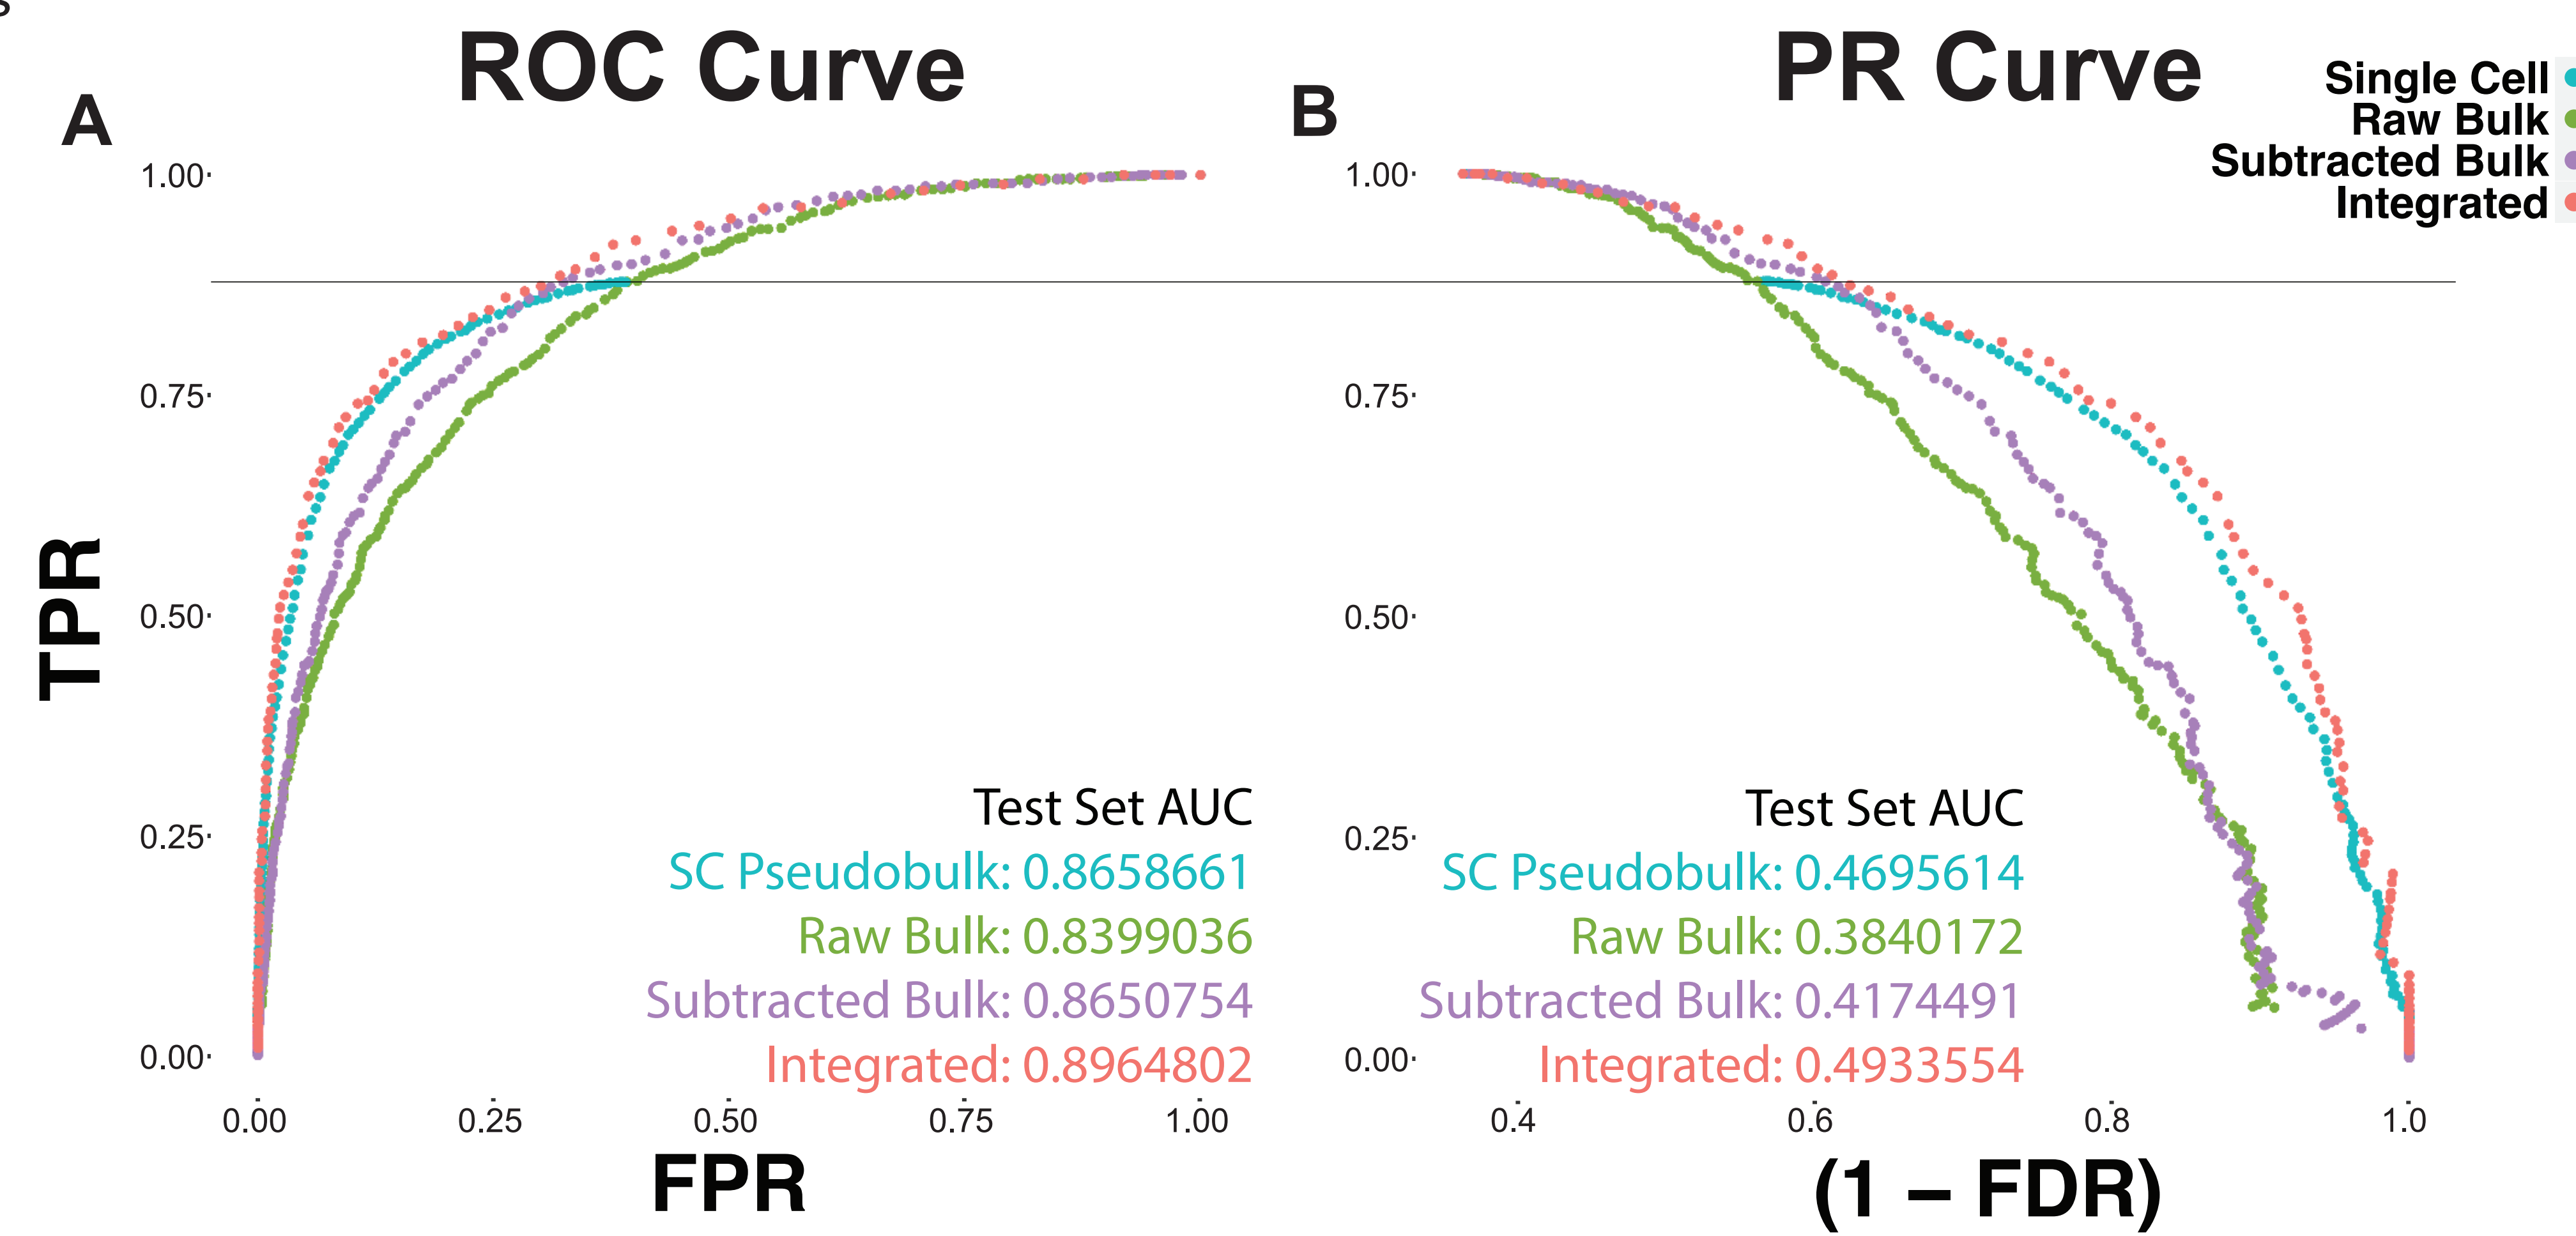 s
ROC Curve
A
1.00
0.75
0.50
0.25
0.00
TPR
Test Set AUC
SC Pseudobulk: 0.8658661
Raw Bulk: 0.8399036
Subtracted Bulk: 0.8650754
Integrated: 0.8964802
0.00 0.25 0.50 0.75 1.00
FPR
PR Curve
B
Single Cell
Raw Bulk
Subtracted Bulk
Integrated
1.00
0.75
0.50
0.25
0.00
Test Set AUC
SC Pseudobulk: 0.4695614
Raw Bulk: 0.3840172
Subtracted Bulk: 0.4174491
Integrated: 0.4933554
0.4 0.6 0.8 1.0
(1 – FDR)